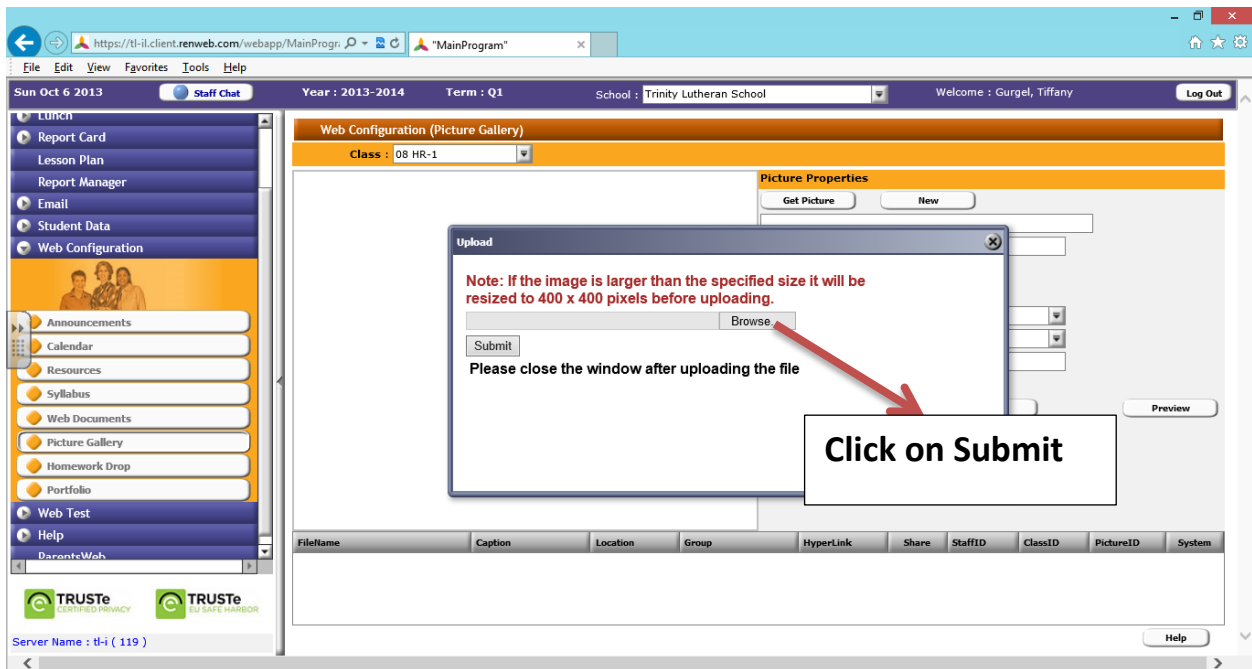 https://tl-il.client.renweb.com/webapp/MainProgr
"MainProgram"
File Edit View Favorites Tools Help
Sun Oct 6 2013 Staff Chat Year : 2013-2014 Term : Q1 School : Trinity Lutheran School Welcome : Gurgel, Tiffany Log Out
Lunch
Report Card
Lesson Plan
Report Manager
Email
Student Data
Web Configuration
Announcements
Calendar
Resources
Syllabus
Web Documents
Picture Gallery
Homework Drop
Portfolio
Web Test
Help
ParentsWeb
TRUSTe
CERTIFIED PRIVACY
TRUSTe
EU SAFE HARBOR
Server Name : tl-i ( 119 )
Web Configuration (Picture Gallery)
Class : 08 HR-1
Picture Properties
Get Picture New
Upload
Note: If the image is larger than the specified size it will be
resized to 400 x 400 pixels before uploading.
Browse...
Submit
Please close the window after uploading the file
Preview
Click on Submit
FileName Caption Location Group HyperLink Share StaffID ClassID PictureID System
Help